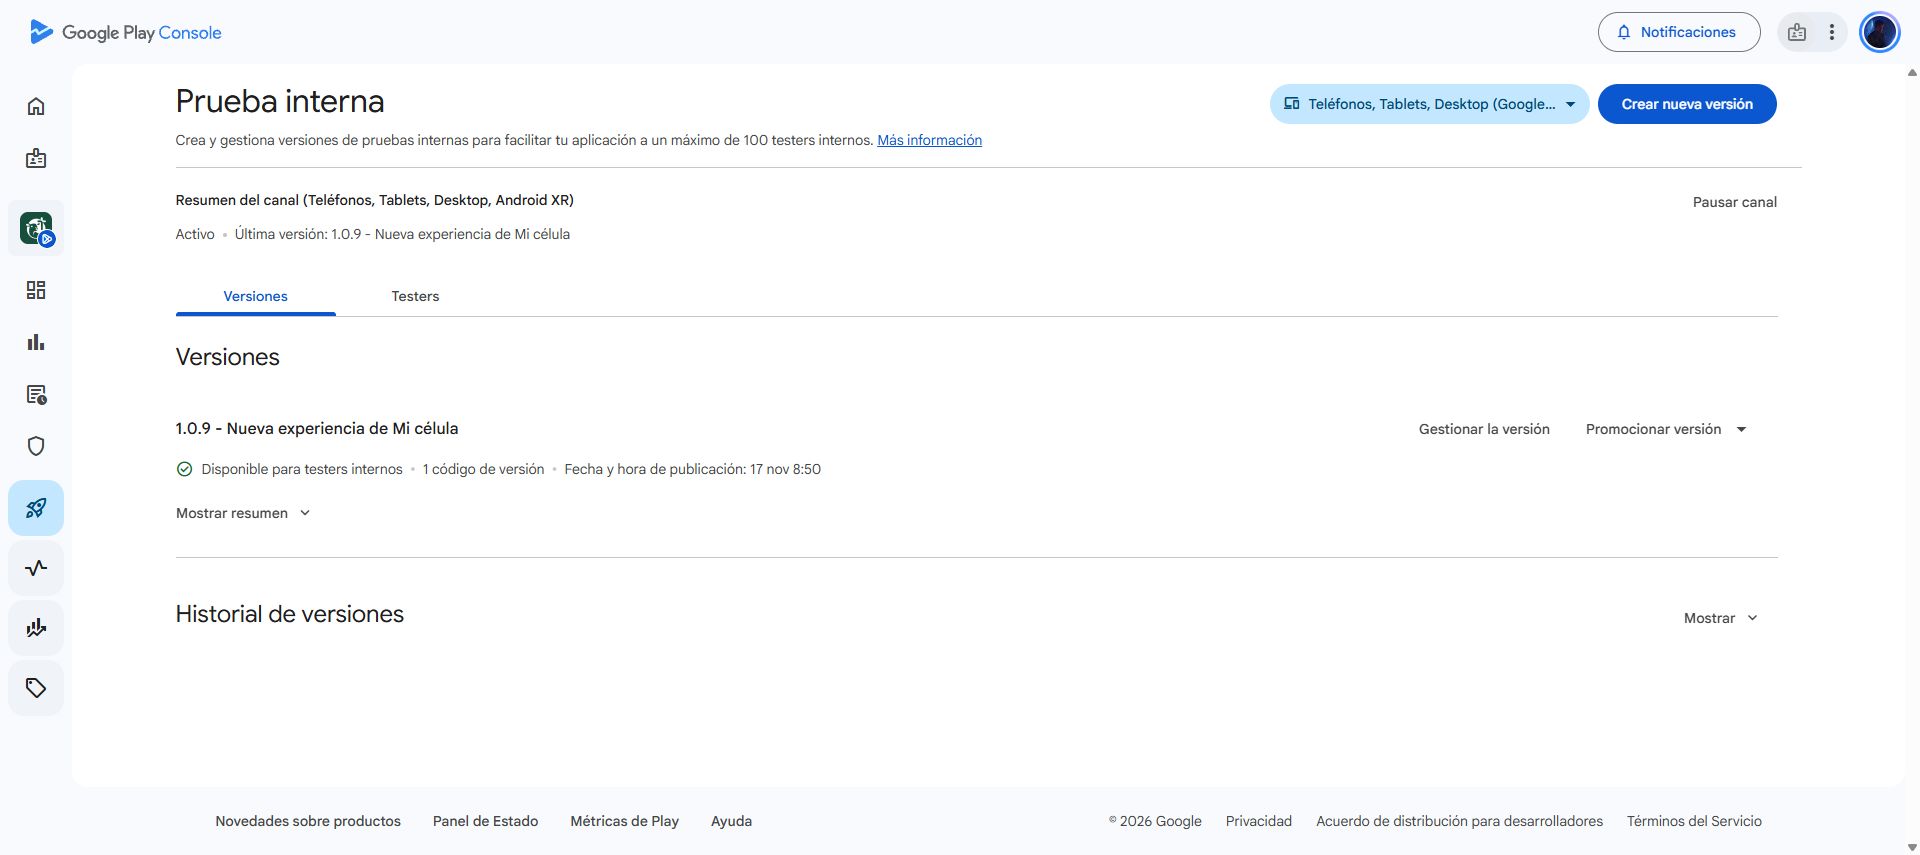 Google Play Console
Notificaciones
Prueba interna
Teléfonos, Tablets, Desktop (Google...
Crear nueva versión
Crea y gestiona versiones de pruebas internas para facilitar tu aplicación a un máximo de 100 testers internos. Más información
Resumen del canal (Teléfonos, Tablets, Desktop, Android XR)
Pausar canal
Activo • Última versión: 1.0.9 - Nueva experiencia de Mi célula
Versiones
Testers
Versiones
1.0.9 - Nueva experiencia de Mi célula
Gestionar la versión
Promocionar versión
Disponible para testers internos • 1 código de versión • Fecha y hora de publicación: 17 nov 8:50
Mostrar resumen
Historial de versiones
Mostrar
Novedades sobre productos
Panel de Estado
Métricas de Play
Ayuda
© 2026 Google
Privacidad
Acuerdo de distribución para desarrolladores
Términos del Servicio